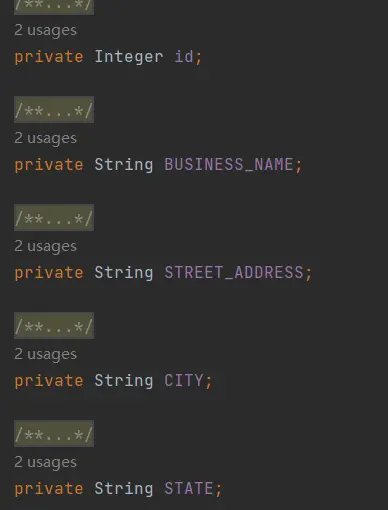 /**...*/
2 usages
private Integer id;
/**...*/
2 usages
private String BUSINESS_NAME;
/**...*/
2 usages
private String STREET_ADDRESS;
/**...*/
2 usages
private String CITY;
/**...*/
2 usages
private String STATE;